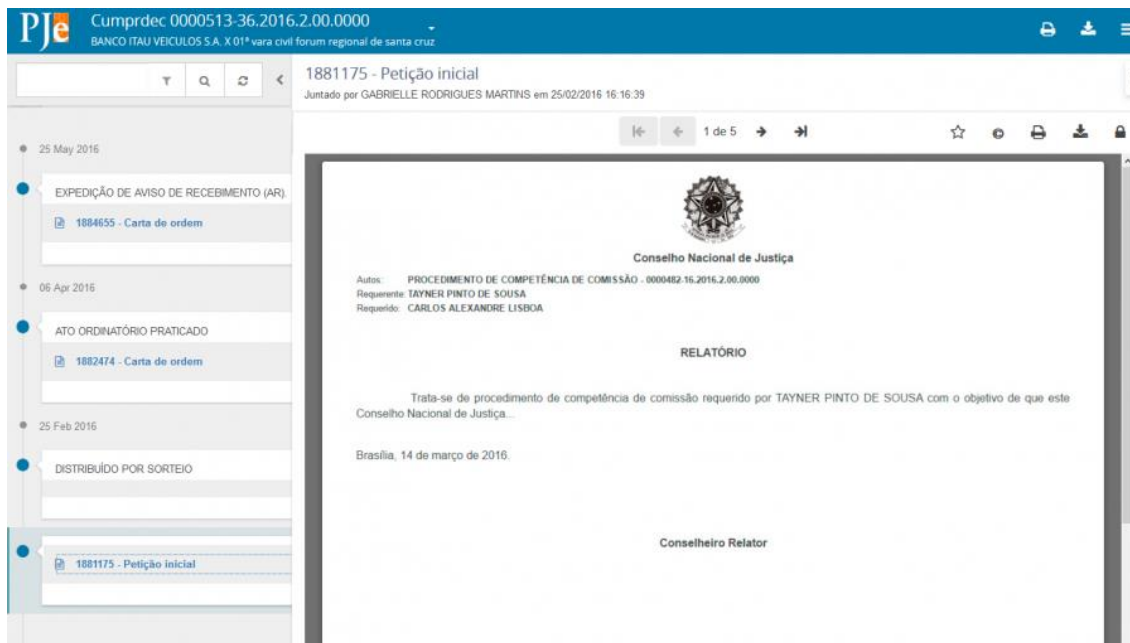 PJe
Cumprdec 0000513-36.2016.2.00.0000
BANCO ITAU VEICULOS S.A. X 01ª vara civil forum regional de santa cruz
25 May 2016
EXPEDIÇÃO DE AVISO DE RECEBIMENTO (AR).
1884655 - Carta de ordem
06 Apr 2016
ATO ORDINATÓRIO PRATICADO
1882474 - Carta de ordem
25 Feb 2016
DISTRIBUÍDO POR SORTEIO
1881175 - Petição inicial
1881175 - Petição inicial
Juntado por GABRIELLE RODRIGUES MARTINS em 25/02/2016 16:16:39
1 de 5
Conselho Nacional de Justiça
Autos: PROCEDIMENTO DE COMPETÊNCIA DE COMISSÃO - 0000482-16.2016.2.00.0000
Requerente: TAYNER PINTO DE SOUSA
Requerido: CARLOS ALEXANDRE LISBOA
RELATÓRIO
Trata-se de procedimento de competência de comissão requerido por TAYNER PINTO DE SOUSA com o objetivo de que este
Conselho Nacional de Justiça...
Brasília, 14 de março de 2016.
Conselheiro Relator